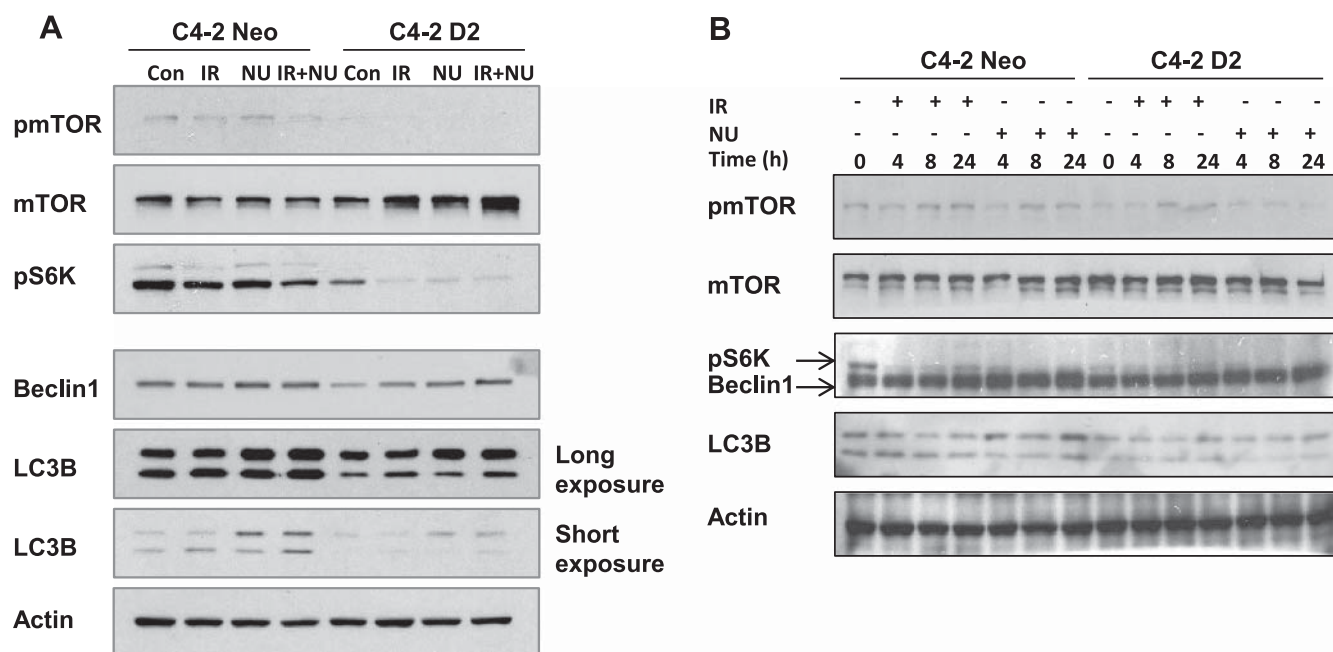 A
C4-2 Neo C4-2 D2
Con IR NU IR+NU Con IR NU IR+NU
pmTOR
mTOR
pS6K
Beclin1
LC3B Long exposure
LC3B Short exposure
Actin
B
C4-2 Neo C4-2 D2
IR - + + + - - - - + + + - - -
NU - - - - + + + - - - - + + +
Time (h) 0 4 8 24 4 8 24 0 4 8 24 4 8 24
pmTOR
mTOR
pS6K
Beclin1
LC3B
Actin